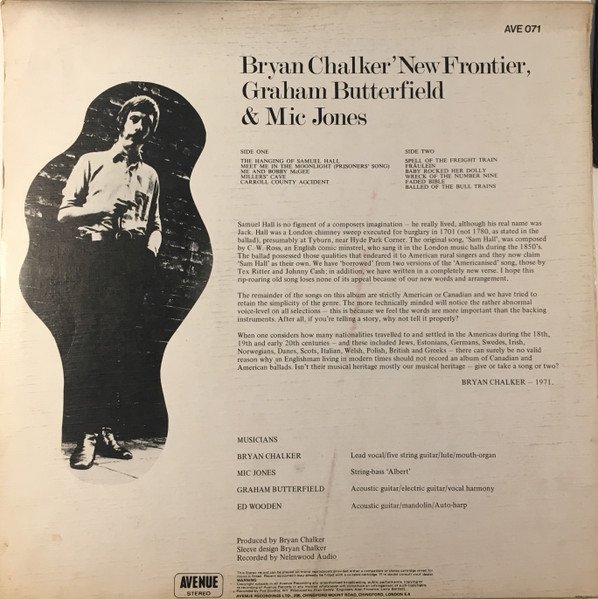 AVE 071
Bryan Chalker' New Frontier,
Graham Butterfield
& Mic Jones
SIDE ONE
THE HANGING OF SAMUEL HALL
MEET ME IN THE MOONLIGHT (PRISONERS' SONG)
ME AND BOBBY McGEE
MILLERS' CAVE
CARROLL COUNTY ACCIDENT
SIDE TWO
SPELL OF THE FREIGHT TRAIN
FRÄULEIN
BABY ROCKED HER DOLLY
WRECK OF THE NUMBER NINE
FADED BIBLE
BALLED OF THE BULL TRAINS
Samuel Hall is no figment of a composers imagination – he really lived, although his real name was
Jack. Hall was a London chimney sweep executed for burglary in 1701 (not 1780, as stated in the
ballad), presumably at Tyburn, near Hyde Park Corner. The original song, 'Sam Hall', was composed
by C. W. Ross, an English comic minstrel, who sang it in the London music halls during the 1850's.
The ballad possessed those qualities that endeared it to American rural singers and they now claim
'Sam Hall' as their own. We have 'borrowed' from two versions of the 'Americanised' song, those by
Tex Ritter and Johnny Cash; in addition, we have written in a completely new verse. I hope this
rip-roaring old song loses none of its appeal because of our new words and arrangement.
The remainder of the songs on this album are strictly American or Canadian and we have tried to
retain the simplicity of the genre. The more technically minded will notice the rather abnormal
voice-level on all selections – this is because we feel the words are more important than the backing
instruments. After all, if you're telling a story, why not tell it properly?
When one considers how many nationalities travelled to and settled in the Americas during the 18th,
19th and early 20th centuries – and these included Jews, Estonians, Germans, Swedes, Irish,
Norwegians, Danes, Scots, Italian, Welsh, Polish, British and Greeks – there can surely be no valid
reason why an Englishman living in modern times should not record an album of Canadian and
American ballads. Isn't their musical heritage mostly our musical heritage – give or take a song or two?
BRYAN CHALKER – 1971.
MUSICIANS
BRYAN CHALKER Lead vocal/five string guitar/lute/mouth-organ
MIC JONES String-bass 'Albert'
GRAHAM BUTTERFIELD Acoustic guitar/electric guitar/vocal harmony
ED WOODEN Acoustic guitar/mandolin/Auto-harp
Produced by Bryan Chalker
Sleeve design Bryan Chalker
Recorded by Nelmwood Audio
AVENUE
STEREO
AVENUE RECORDINGS LTD., 
CHINGFORD MOUNT ROAD, CHINGFORD, LONDON E.4